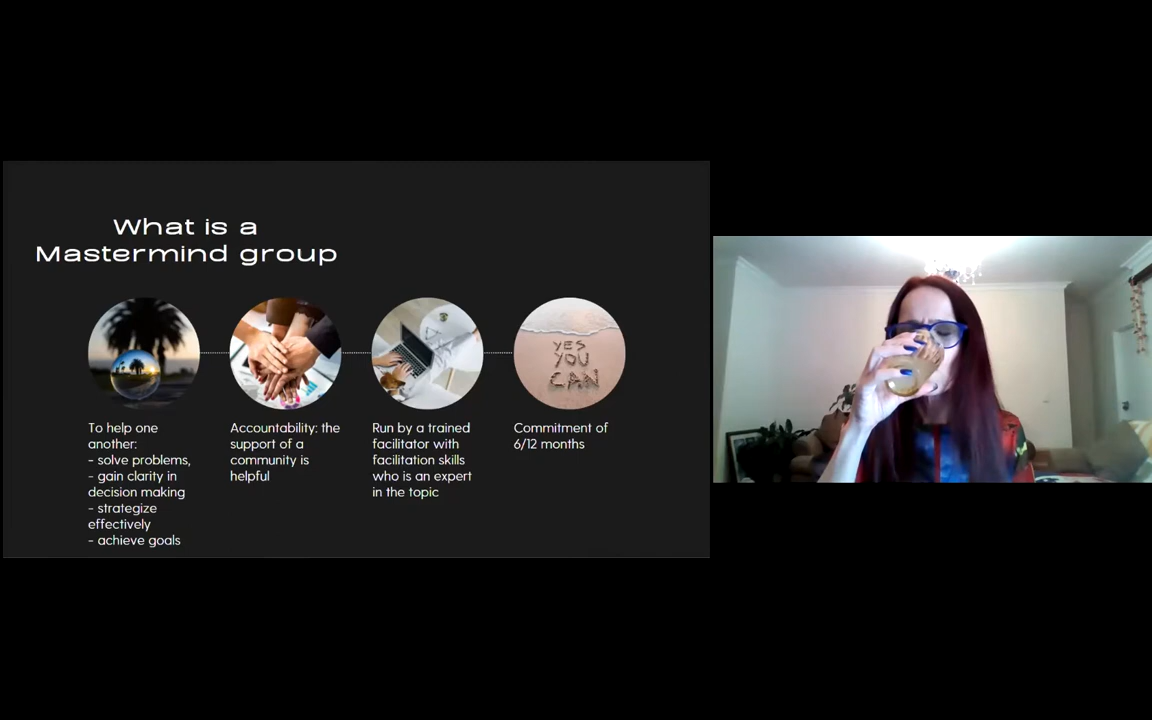 What is a
Mastermind group
YES
YOU
CAN
To help one
another:
- solve problems,
- gain clarity in
decision making
- strategize
effectively
- achieve goals
Accountability: the
support of a
community is
helpful
Run by a trained
facilitator with
facilitation skills
who is an expert
in the topic
Commitment of
6/12 months